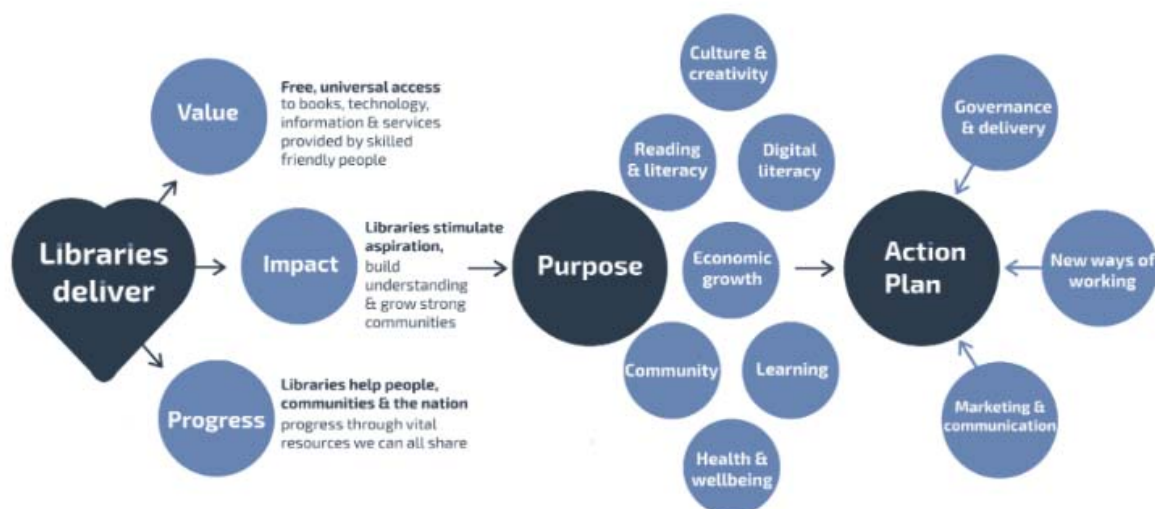 Libraries
deliver
Value
Free, universal access
to books, technology,
information & services
provided by skilled
friendly people
Impact
Libraries stimulate
aspiration,
build
understanding
& grow strong
communities
Progress
Libraries help people,
communities & the nation
progress through vital
resources we can all share
Purpose
Culture &
creativity
Reading
& literacy
Digital
literacy
Economic
growth
Community
Learning
Health &
wellbeing
Action
Plan
Governance
& delivery
New ways of
working
Marketing &
communication